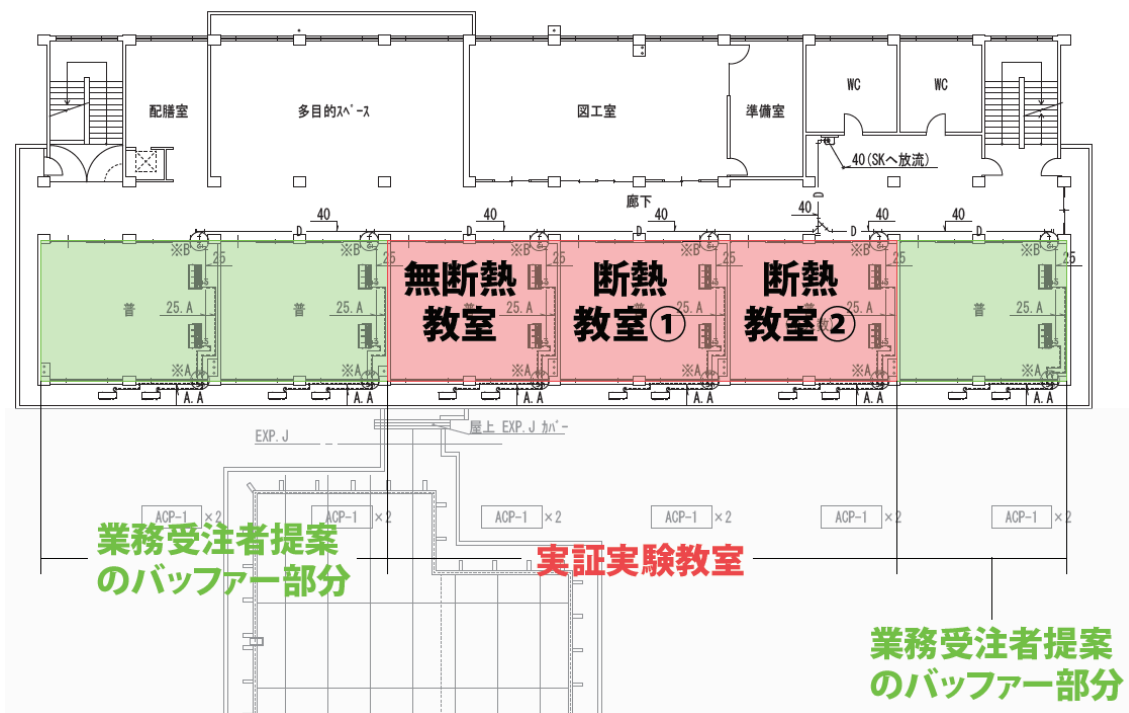 配膳室
多目的ｽﾍﾟｰｽ
図工室
準備室
WC
WC
40(SKへ放流)
廊下
40
40
40
40
40
40
D
D
D
D
D
D
※B
※B
※B
※B
※B
※B
25
25
25
25
25
25
普
普
無断熱
教室
断熱
教室①
断熱
教室②
普
25.A
25.A
25.A
25.A
25.A
25.A
※A
※A
※A
※A
※A
※A
A.A
A.A
A.A
A.A
A.A
A.A
屋上 EXP.J ｶﾊﾞｰ
EXP.J
ACP-1 ×2
ACP-1 ×2
ACP-1 ×2
ACP-1 ×2
ACP-1 ×2
ACP-1 ×2
業務受注者提案
のバッファー部分
実証実験教室
業務受注者提案
のバッファー部分